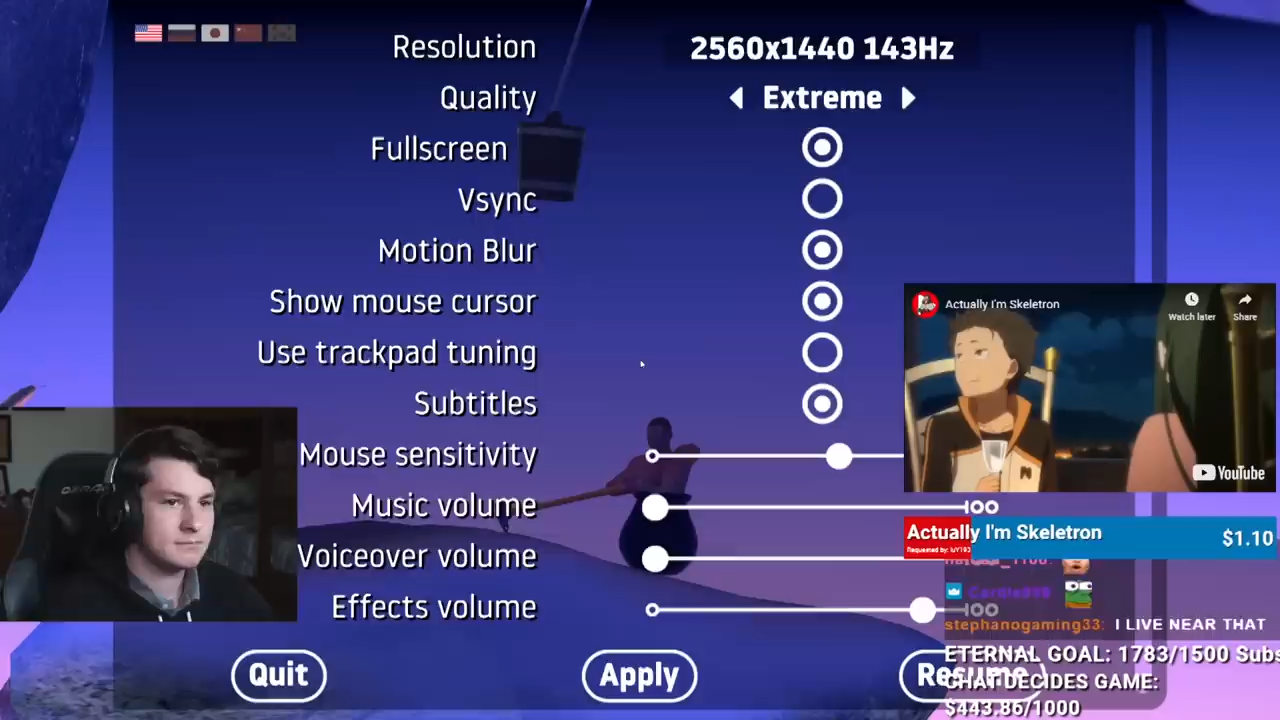 Resolution 2560x1440 143Hz
Quality Extreme
Fullscreen
Vsync
Motion Blur
Show mouse cursor
Use trackpad tuning
Subtitles
Mouse sensitivity
Music volume 100
Voiceover volume
Effects volume 100
Quit Apply
Actually I'm Skeletron
Watch later Share
YouTube
Actually I'm Skeletron $1.10
stephanogaming33: I LIVE NEAR THAT
ETERNAL GOAL: 1783/1500 Subs
CHAT DECIDES GAME:
$443.86/1000